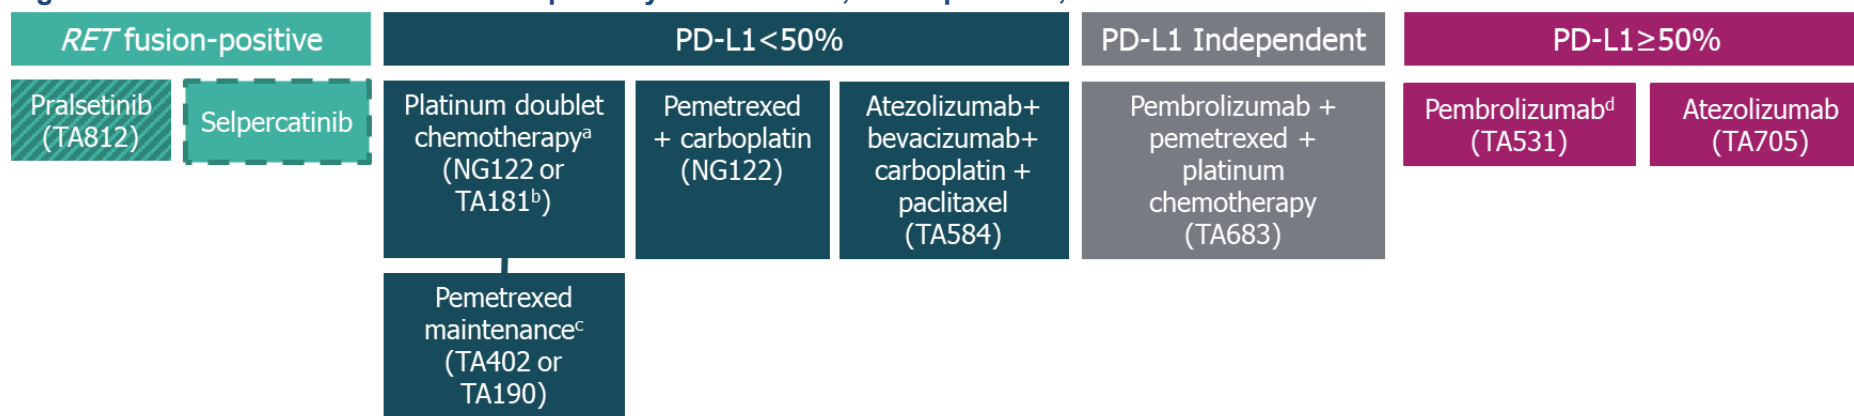 RET fusion-positive
PD-L1<50%
PD-L1 Independent
PD-L1≥50%
Pralsetinib
(TA812)
Selpercatinib
Platinum doublet
chemotherapyᵃ
(NG122 or
TA181ᵇ)
Pemetrexed
+ carboplatin
(NG122)
Atezolizumab+
bevacizumab+
carboplatin +
paclitaxel
(TA584)
Pembrolizumab +
pemetrexed +
platinum
chemotherapy
(TA683)
Pembrolizumabᵈ
(TA531)
Atezolizumab
(TA705)
Pemetrexed
maintenanceᶜ
(TA402 or
TA190)